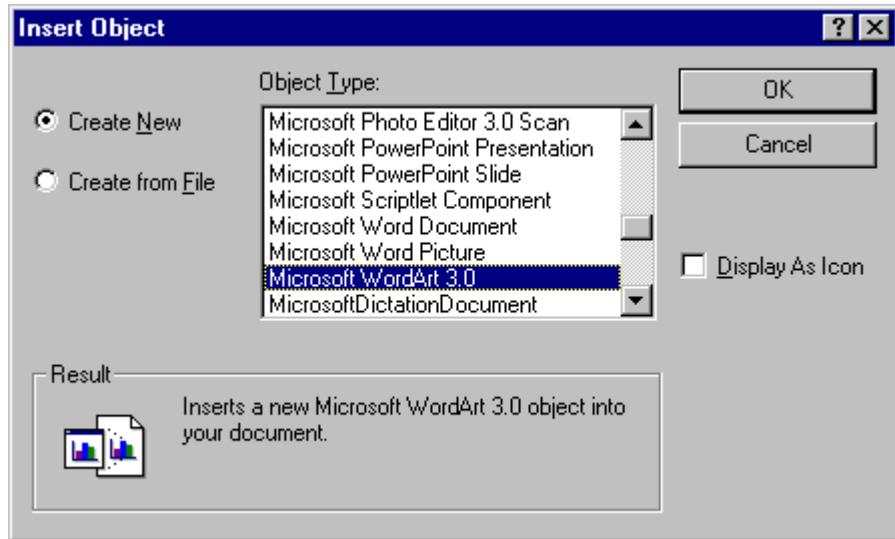 Insert Object
Object Type:
Create New
Create from File
Microsoft Photo Editor 3.0 Scan
Microsoft PowerPoint Presentation
Microsoft PowerPoint Slide
Microsoft Scriptlet Component
Microsoft Word Document
Microsoft Word Picture
Microsoft WordArt 3.0
MicrosoftDictationDocument
OK
Cancel
Display As Icon
Result
Inserts a new Microsoft WordArt 3.0 object into
your document.